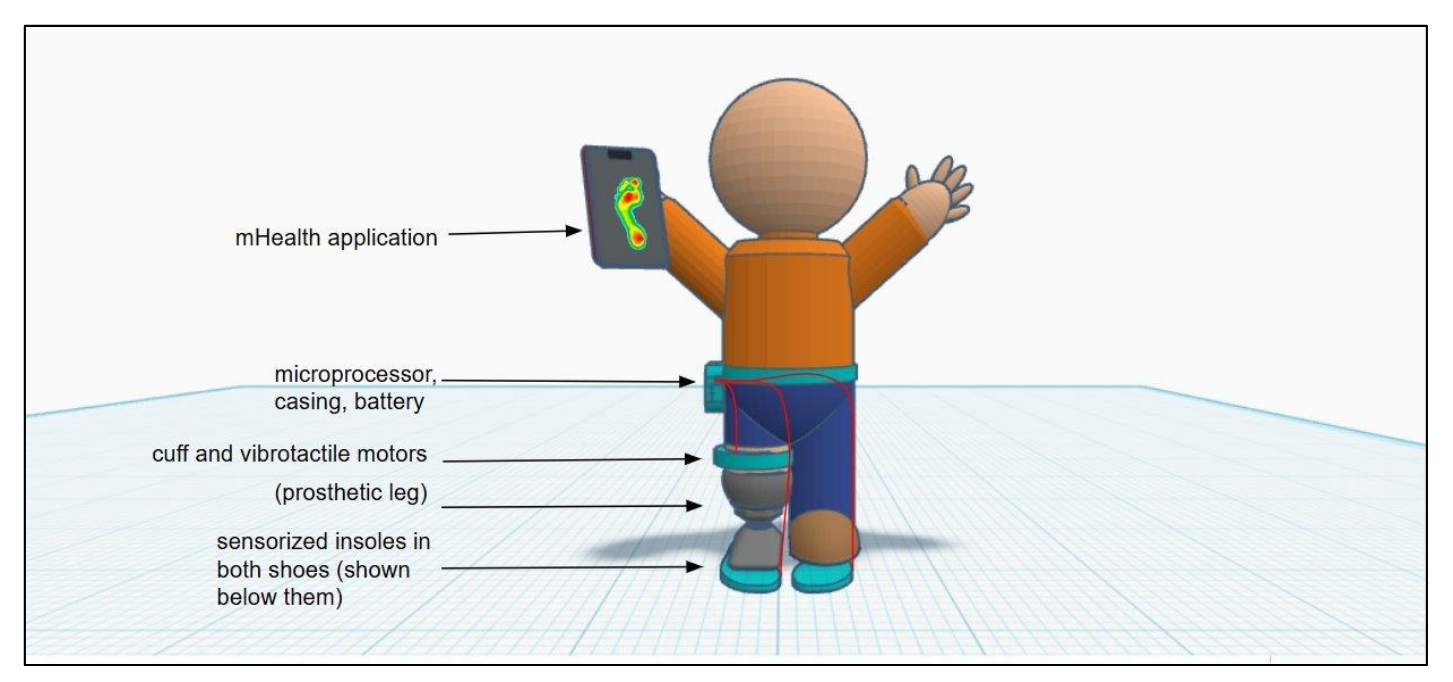 mHealth application
microprocessor,
casing, battery
cuff and vibrotactile motors
(prosthetic leg)
sensorized insoles in
both shoes (shown
below them)